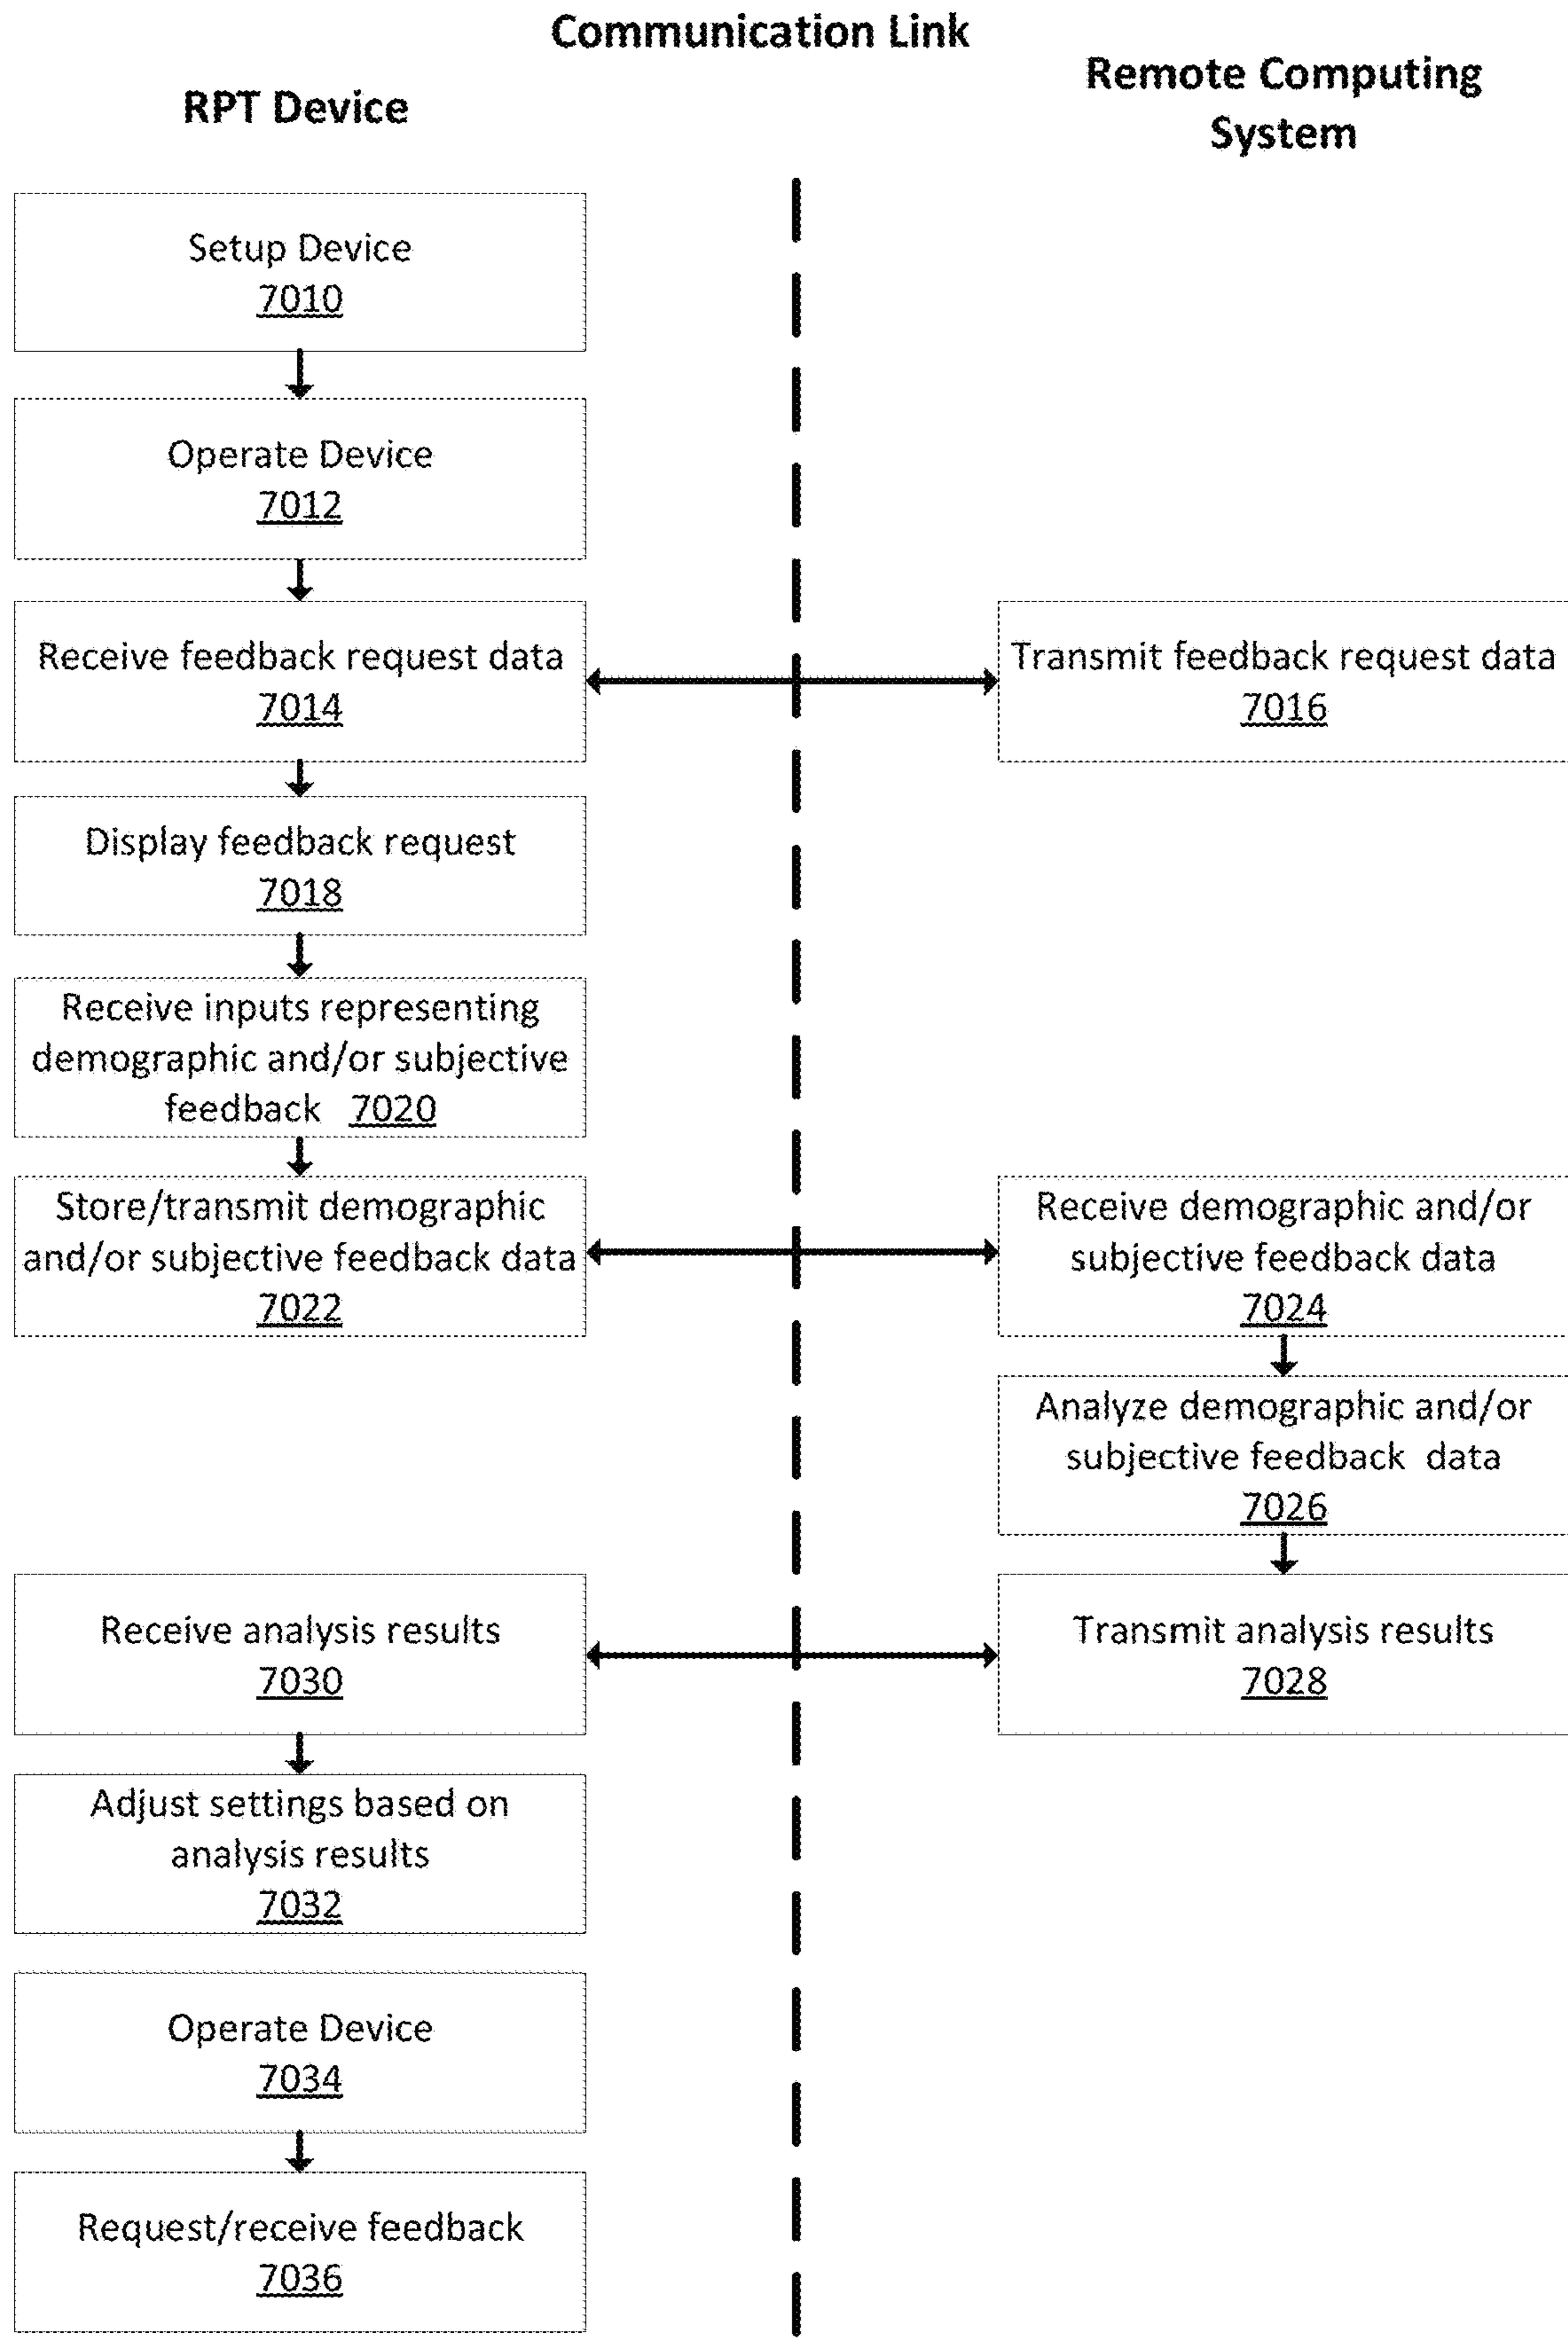 Communication Link
RPT Device
Remote Computing
System
Setup Device
7010
Operate Device
7012
Receive feedback request data
7014
Transmit feedback request data
7016
Display feedback request
7018
Receive inputs representing
demographic and/or subjective
feedback 7020
Store/transmit demographic
and/or subjective feedback data
7022
Receive demographic and/or
subjective feedback data
7024
Analyze demographic and/or
subjective feedback data
7026
Transmit analysis results
7028
Receive analysis results
7030
Adjust settings based on
analysis results
7032
Operate Device
7034
Request/receive feedback
7036